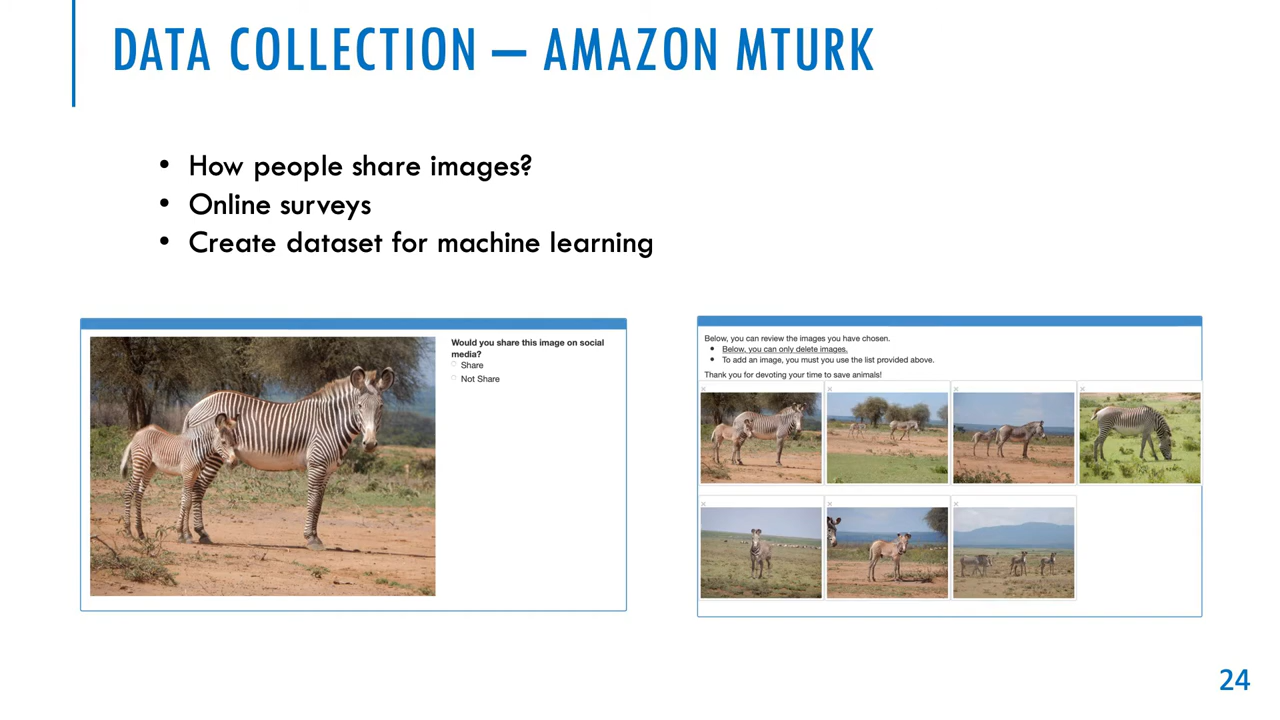 DATA COLLECTION – AMAZON MTURK
• How people share images?
• Online surveys
• Create dataset for machine learning
Would you share this image on social
media?
Share
Not Share
Below, you can review the images you have chosen.
• Below, you can only delete images.
• To add an image, you must you use the list provided above.
Thank you for devoting your time to save animals!
24